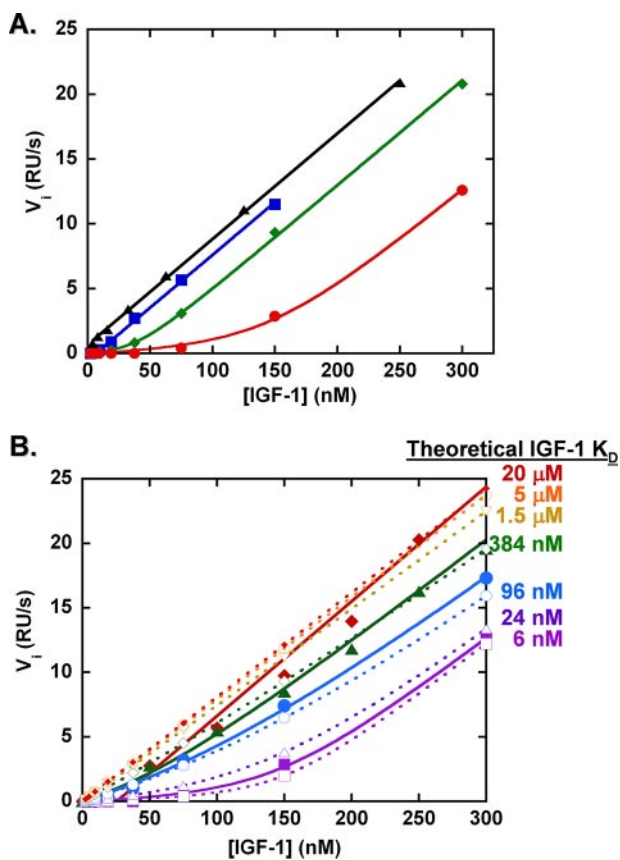 A.
25
20
15
10
5
0
V i (RU/s)
0 50 100 150 200 250 300
[IGF-1] (nM)
B.
Theoretical IGF-1 KD
25
20
15
10
5
0
V i (RU/s)
20 µM
5 µM
1.5 µM
384 nM
96 nM
24 nM
6 nM
0 50 100 150 200 250 300
[IGF-1] (nM)